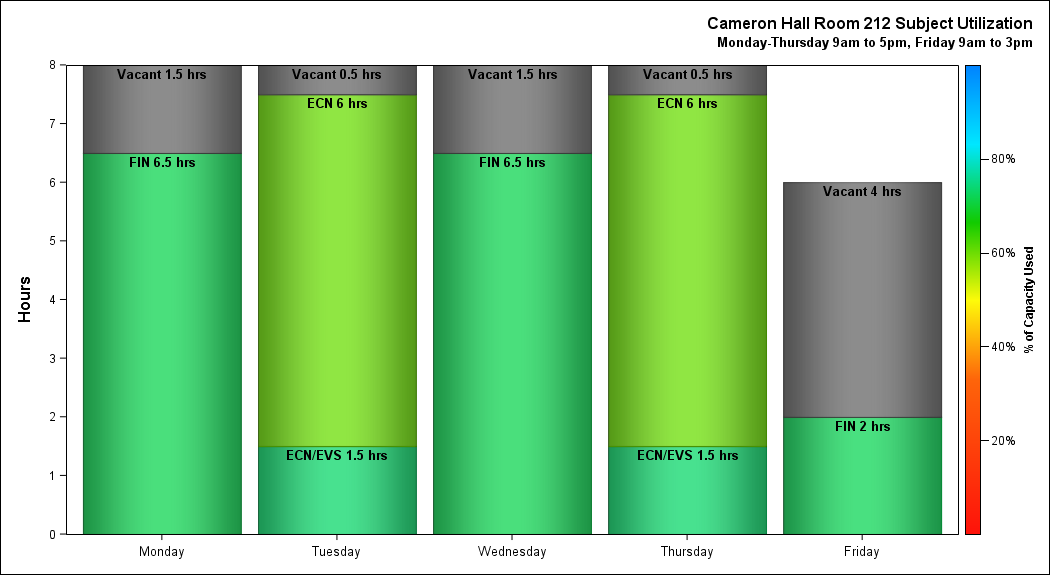 Cameron Hall Room 212 Subject Utilization
Monday-Thursday 9am to 5pm, Friday 9am to 3pm
8
7
6
5
4
3
2
1
0
Hours
Vacant 1.5 hrs
FIN 6.5 hrs
Vacant 0.5 hrs
ECN 6 hrs
ECN/EVS 1.5 hrs
Vacant 1.5 hrs
FIN 6.5 hrs
Vacant 0.5 hrs
ECN 6 hrs
ECN/EVS 1.5 hrs
Vacant 4 hrs
FIN 2 hrs
Monday
Tuesday
Wednesday
Thursday
Friday
80%
60%
40%
20%
% of Capacity Used